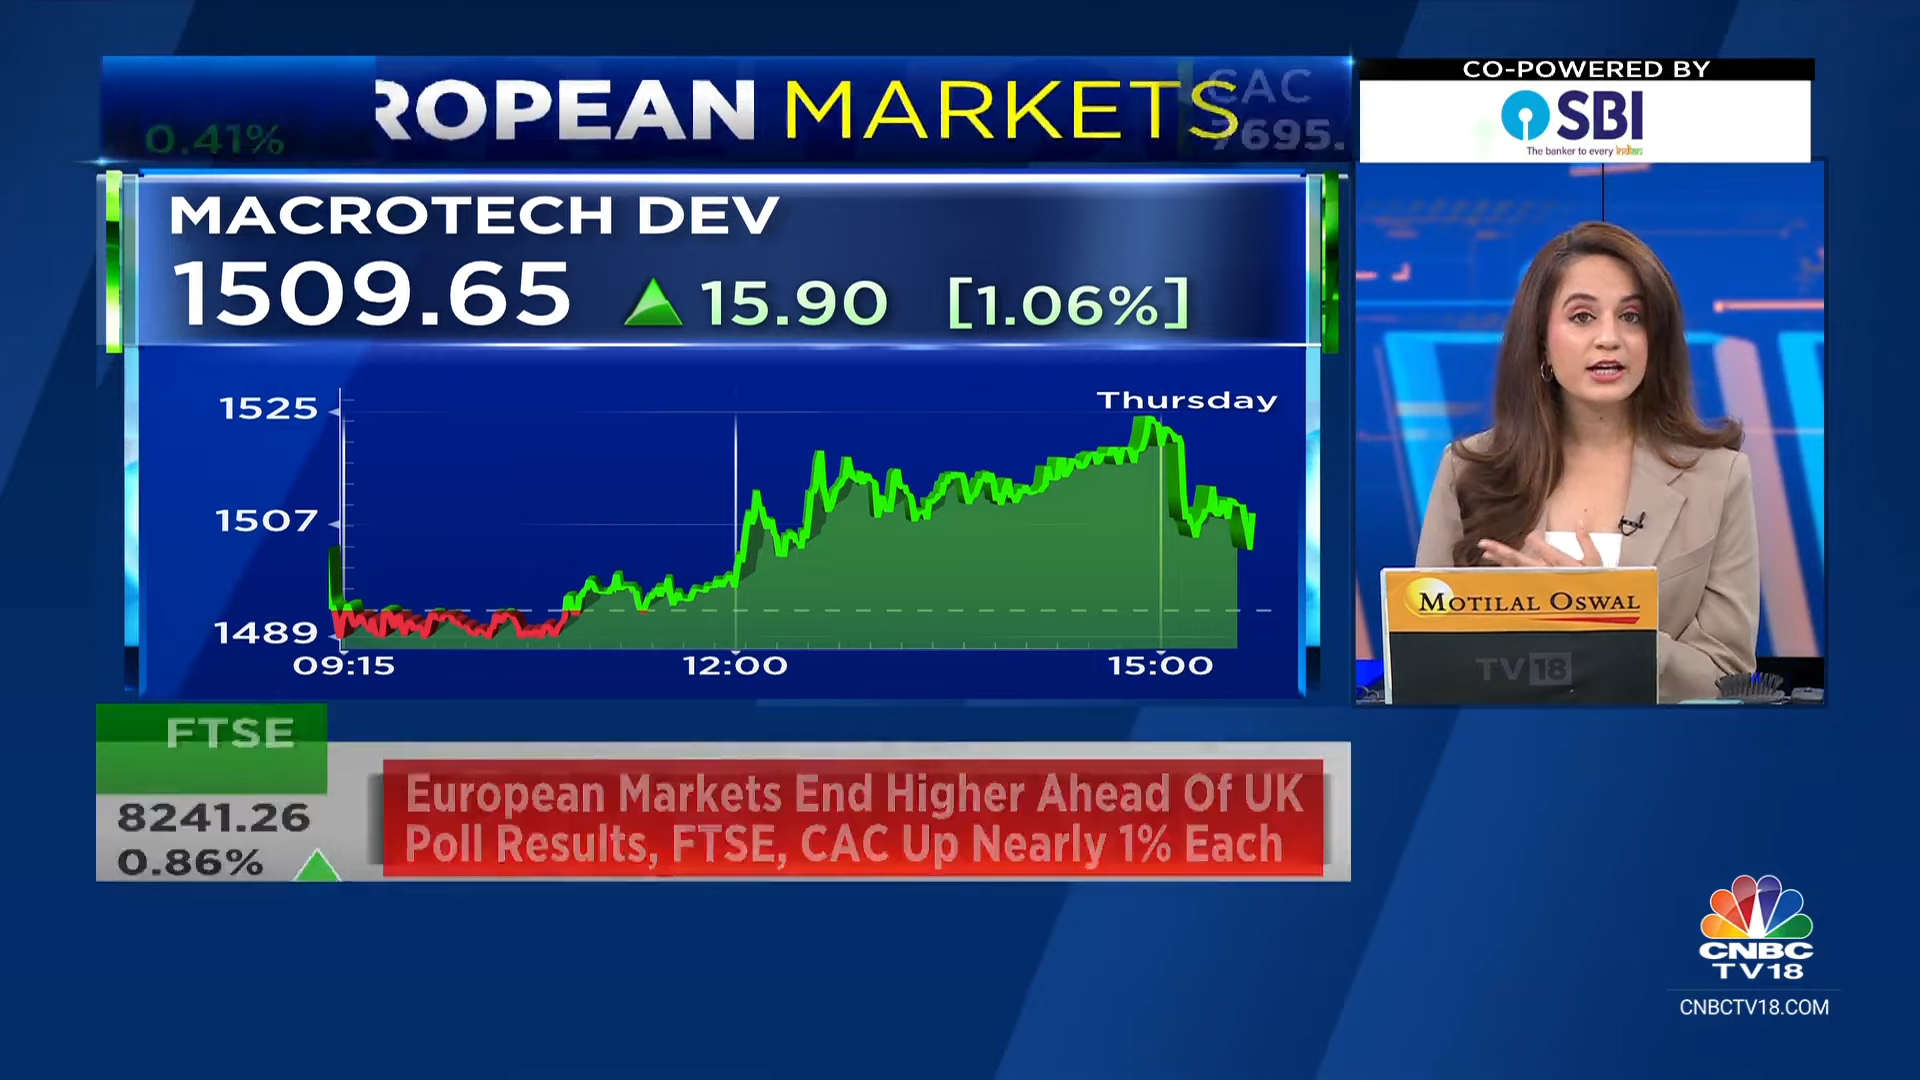 ROPEAN MARKETS
0.41%
CAC
7695.
CO-POWERED BY
SBI
The banker to every indian
MACROTECH DEV
1509.65 15.90 [1.06%]
Thursday
1525
1507
1489
09:15 12:00 15:00
MOTILAL OSWAL
TV18
FTSE
8241.26
0.86%
European Markets End Higher Ahead Of UK
Poll Results, FTSE, CAC Up Nearly 1% Each
CNBC
TV18
CNBCTV18.COM